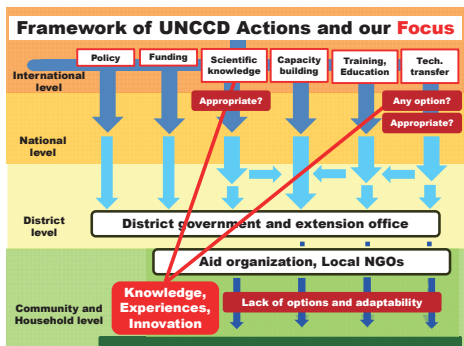 Framework of UNCCD Actions and our Focus
Policy
Funding
Scientific
knowledge
Capacity
building
Training,
Education
Tech.
transfer
International
level
Appropriate?
Any option?
Appropriate?
National
level
District
level
District government and extension office
Aid organization, Local NGOs
Knowledge,
Experiences,
Innovation
Lack of options and adaptability
Community and
Household level